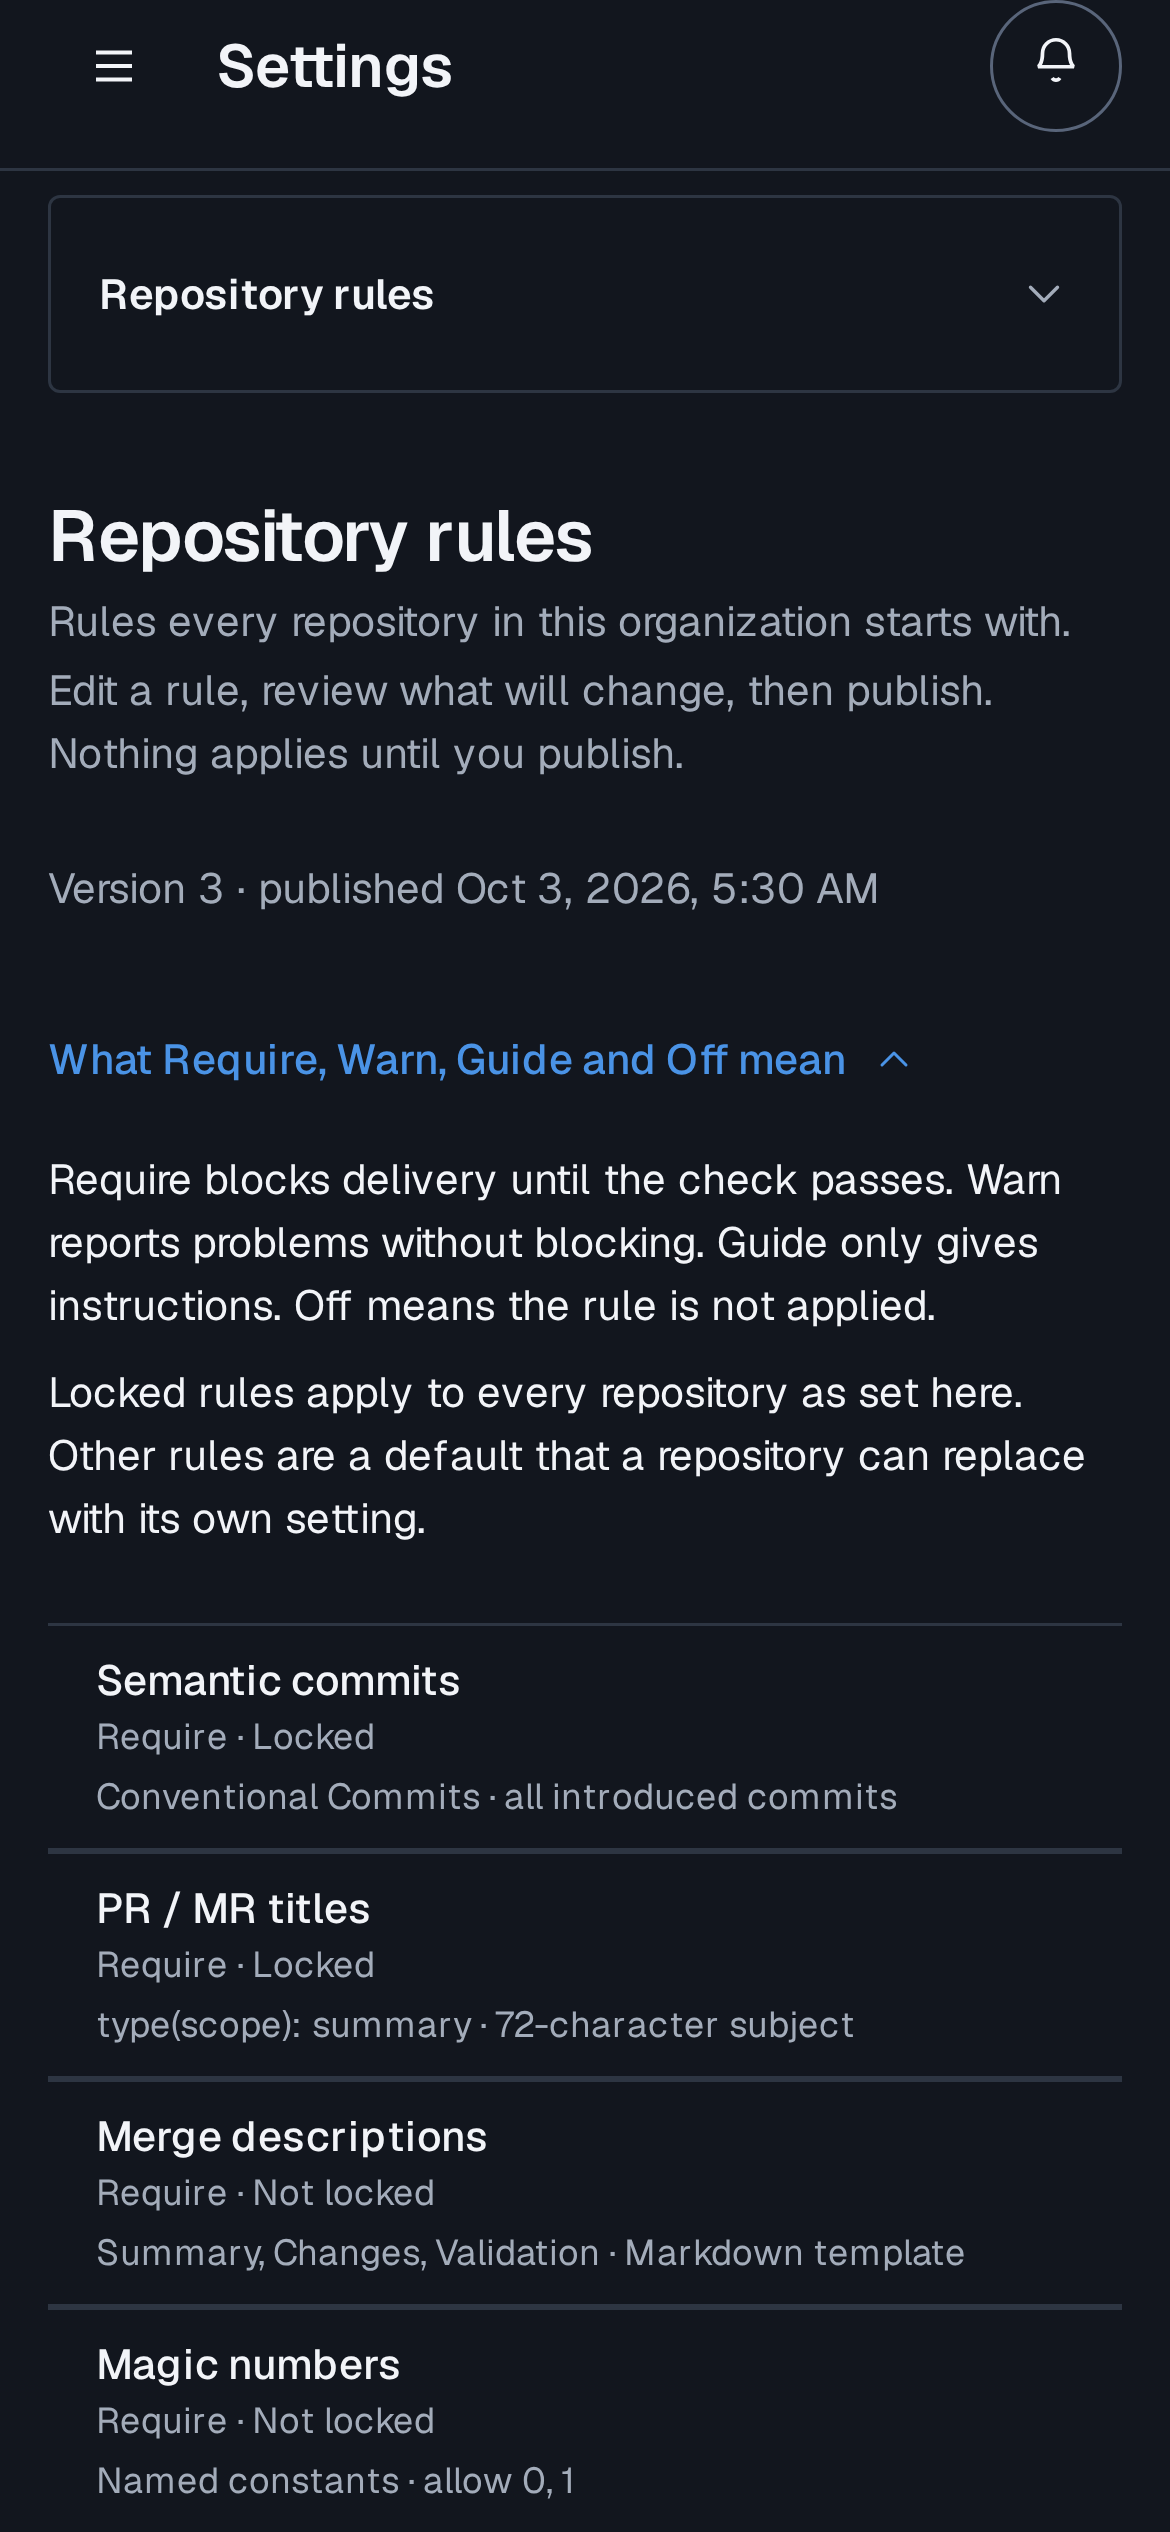 Settings
Repository rules
Repository rules
Rules every repository in this organization starts with.
Edit a rule, review what will change, then publish.
Nothing applies until you publish.
Version 3 · published Oct 3, 2026, 5:30 AM
What Require, Warn, Guide and Off mean
Require blocks delivery until the check passes. Warn
reports problems without blocking. Guide only gives
instructions. Off means the rule is not applied.
Locked rules apply to every repository as set here.
Other rules are a default that a repository can replace
with its own setting.
Semantic commits
Require · Locked
Conventional Commits · all introduced commits
PR / MR titles
Require · Locked
type(scope): summary · 72-character subject
Merge descriptions
Require · Not locked
Summary, Changes, Validation · Markdown template
Magic numbers
Require · Not locked
Named constants · allow 0, 1